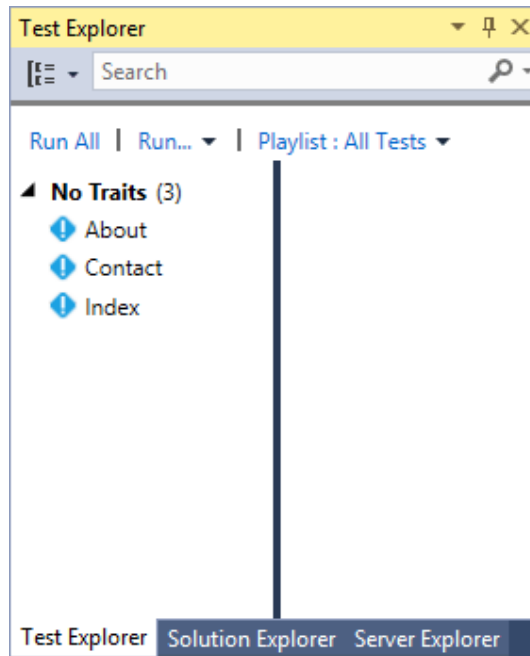 Test Explorer
Search
Run All | Run... | Playlist : All Tests
No Traits (3)
About
Contact
Index
Test Explorer Solution Explorer Server Explorer